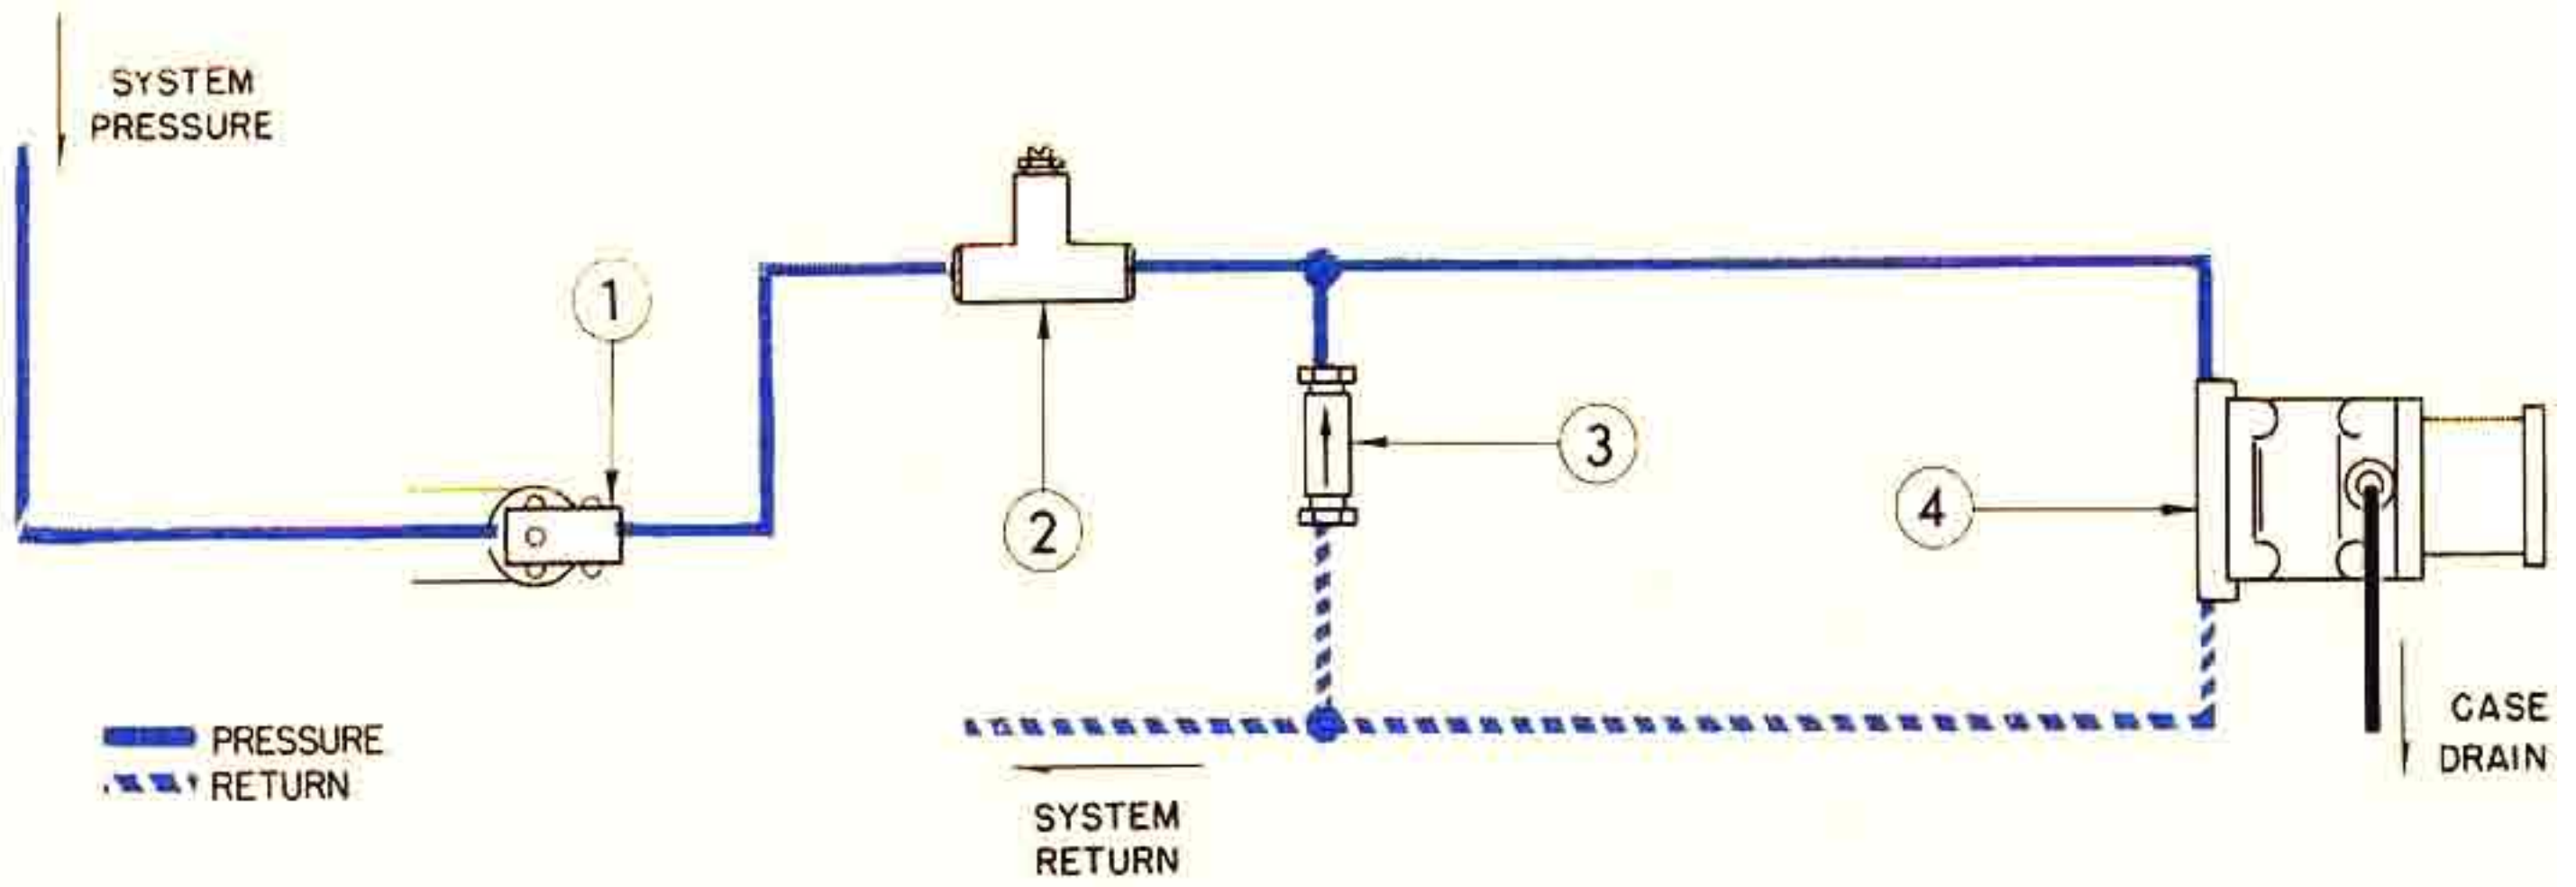 SYSTEM
PRESSURE
1
2
3
4
PRESSURE
RETURN
SYSTEM
RETURN
CASE
DRAIN